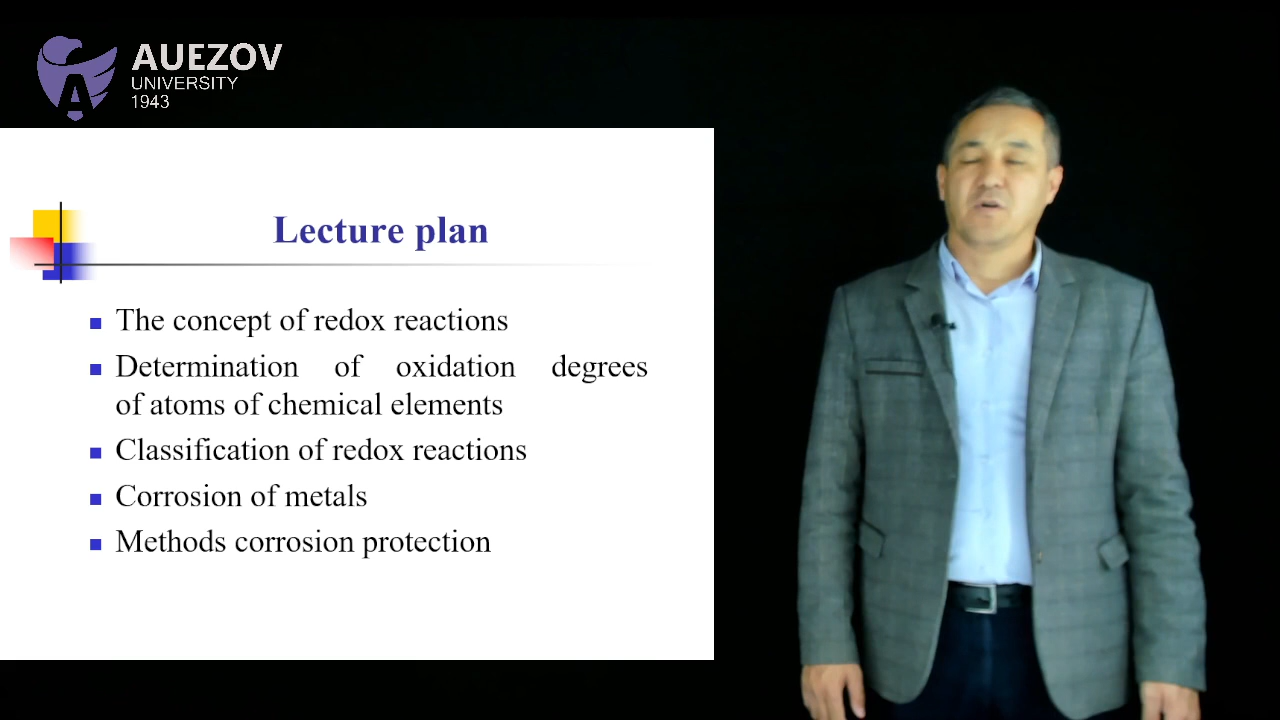 AUEZOV
UNIVERSITY
1943
Lecture plan
The concept of redox reactions
Determination of oxidation degrees
of atoms of chemical elements
Classification of redox reactions
Corrosion of metals
Methods corrosion protection